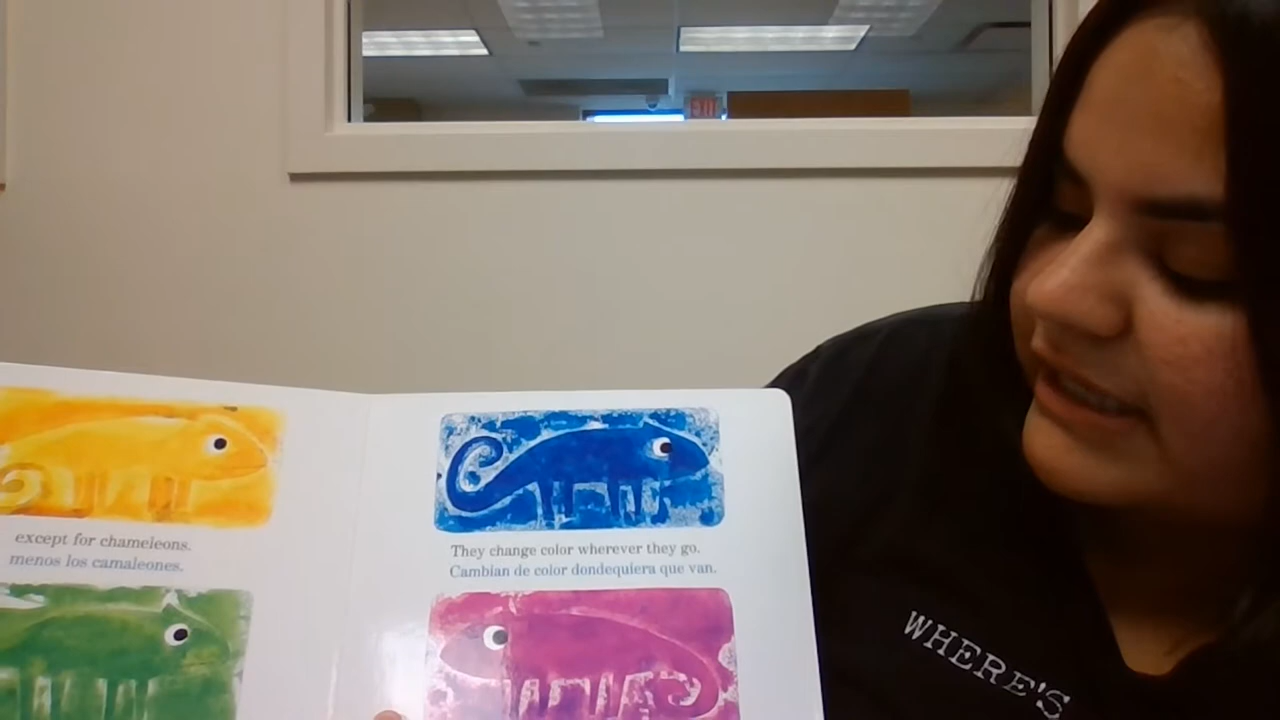 EXIT
except for chameleons.
menos los camaleones.
They change color wherever they go.
Cambian de color dondequiera que van.
WHERE'S